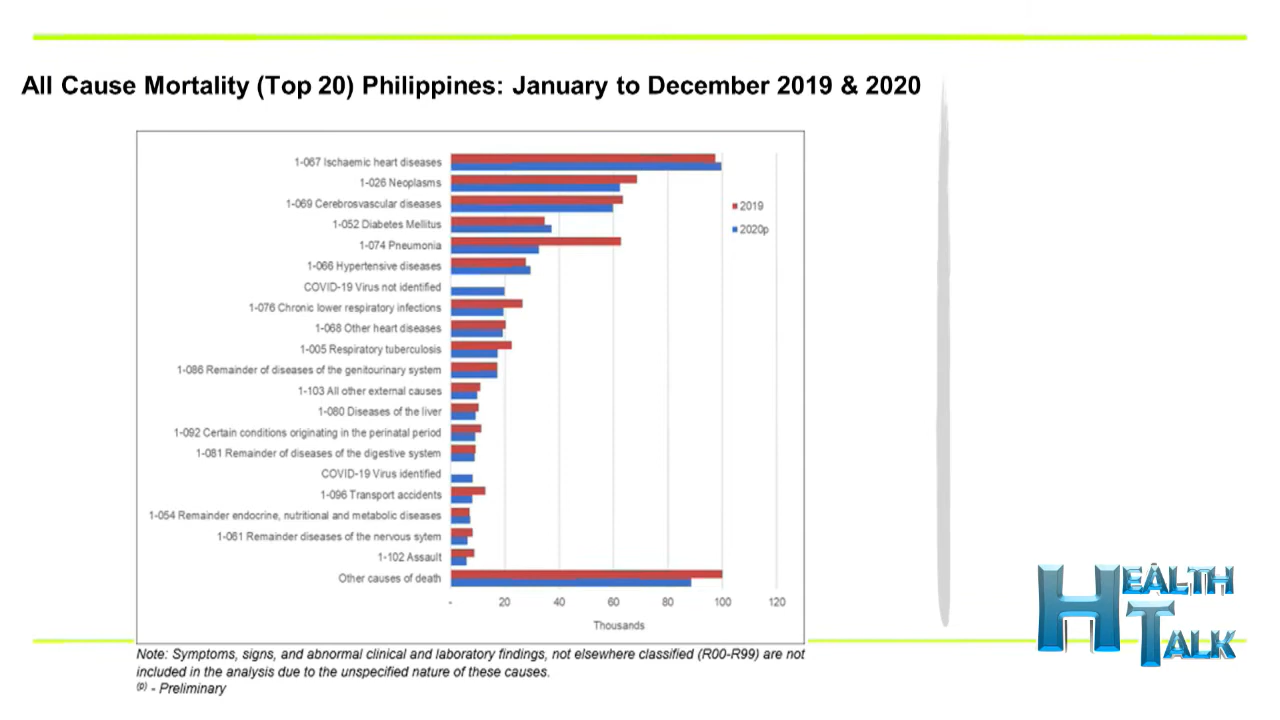 All Cause Mortality (Top 20) Philippines: January to December 2019 & 2020
1-067 Ischaemic heart diseases
1-026 Neoplasms
1-069 Cerebrosvascular diseases
1-052 Diabetes Mellitus
1-074 Pneumonia
1-066 Hypertensive diseases
COVID-19 Virus not identified
1-076 Chronic lower respiratory infections
1-068 Other heart diseases
1-005 Respiratory tuberculosis
1-086 Remainder of diseases of the genitourinary system
1-103 All other external causes
1-080 Diseases of the liver
1-092 Certain conditions originating in the perinatal period
1-081 Remainder of diseases of the digestive system
COVID-19 Virus identified
1-096 Transport accidents
1-054 Remainder endocrine, nutritional and metabolic diseases
1-061 Remainder diseases of the nervous sytem
1-102 Assault
Other causes of death
2019
2020p
- 20 40 60 80 100 120
Thousands
Note: Symptoms, signs, and abnormal clinical and laboratory findings, not elsewhere classified (R00-R99) are not
included in the analysis due to the unspecified nature of these causes.
(p) - Preliminary
HEALTH
TALK